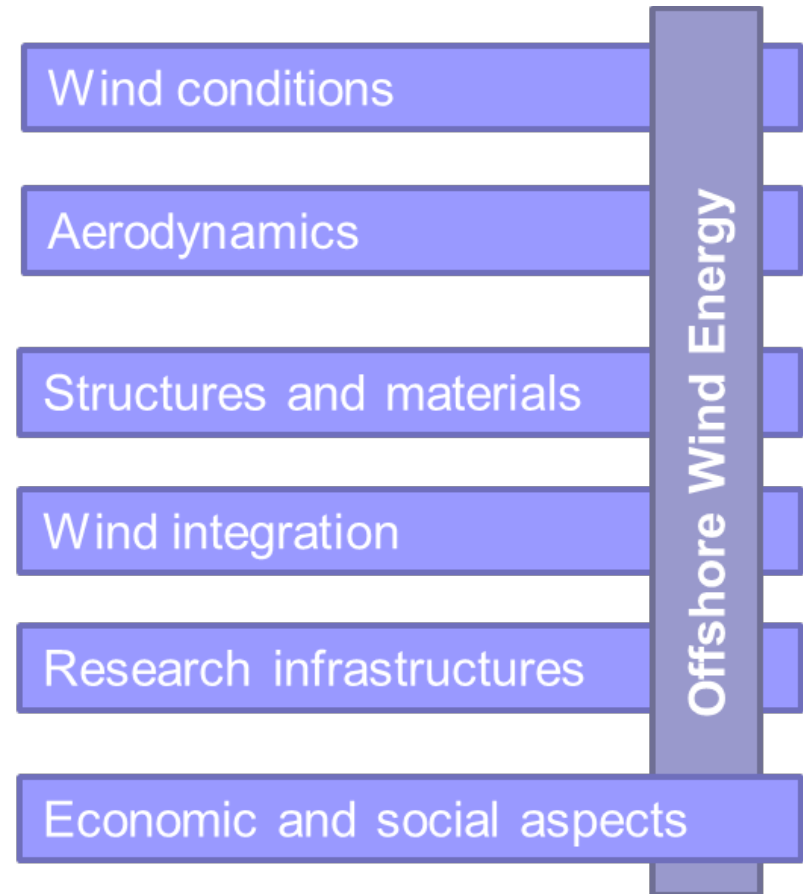 Wind conditions
Aerodynamics
Structures and materials
Wind integration
Research infrastructures
Economic and social aspects
Offshore Wind Energy